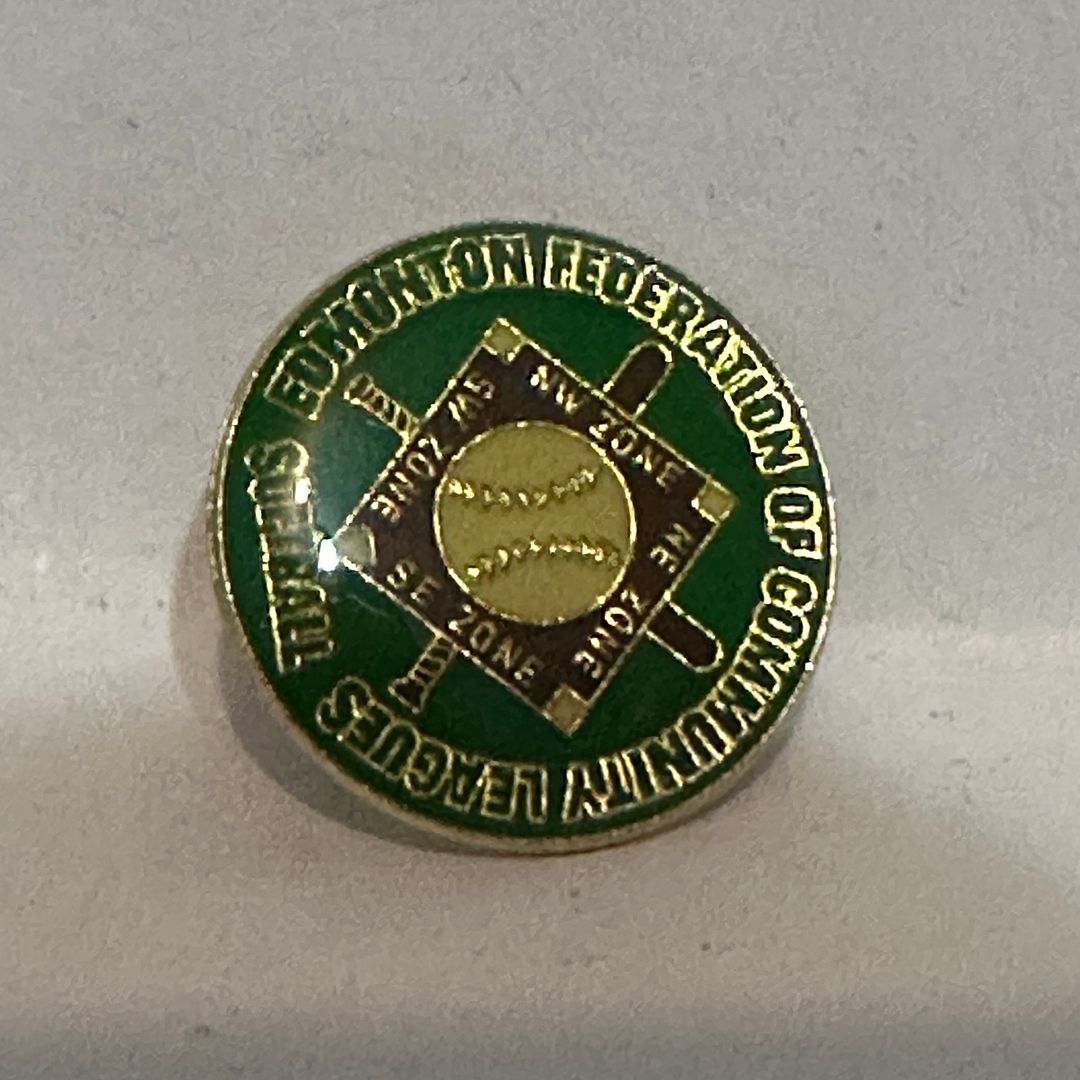 EDMONTON FEDERATION OF COMMUNITY LEAGUES
SOFTBALL
NW ZONE
NE ZONE
SE ZONE
SW ZONE